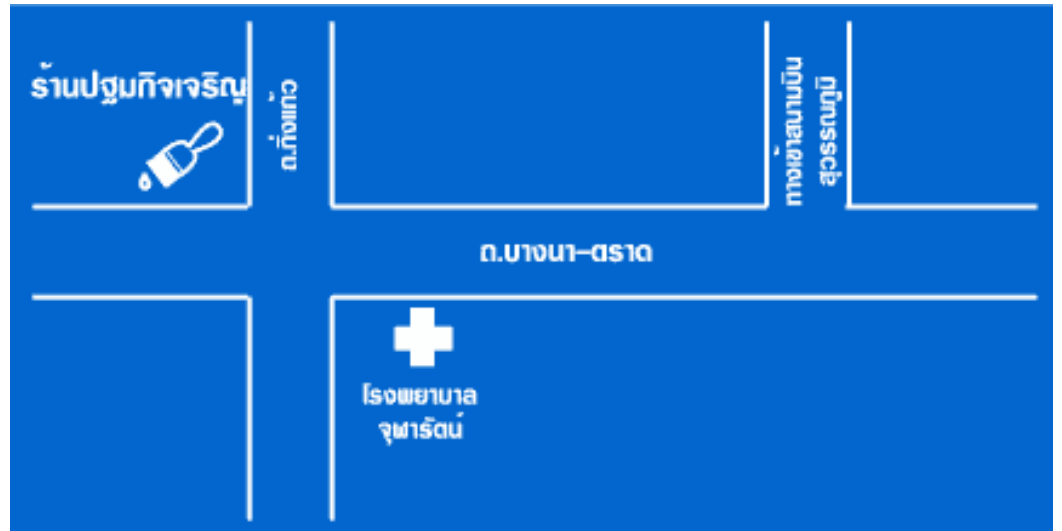 ร้านปฐมกิจเจริญ
ถ.กิ่งแก้ว
ทางเข้าสนามบิน
สุวรรณภูมิ
ถ.บางนา-ตราด
โรงพยาบาล
จุฬารัตน์